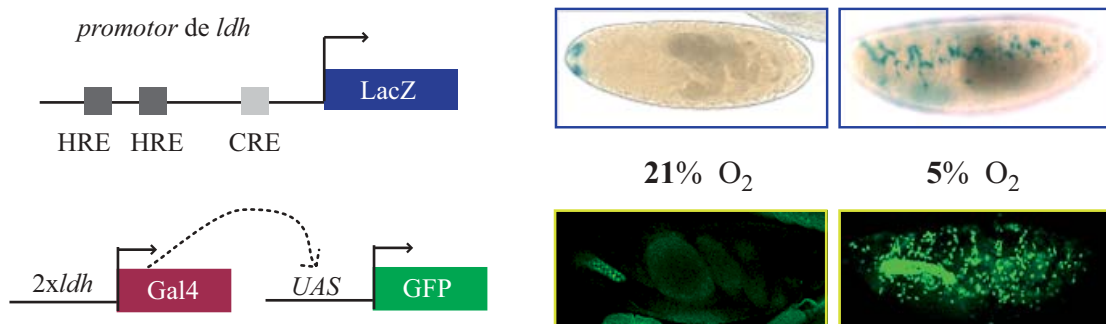 promotor de ldh
LacZ
HRE HRE CRE
21% O2 5% O2
2xldh Gal4 UAS GFP